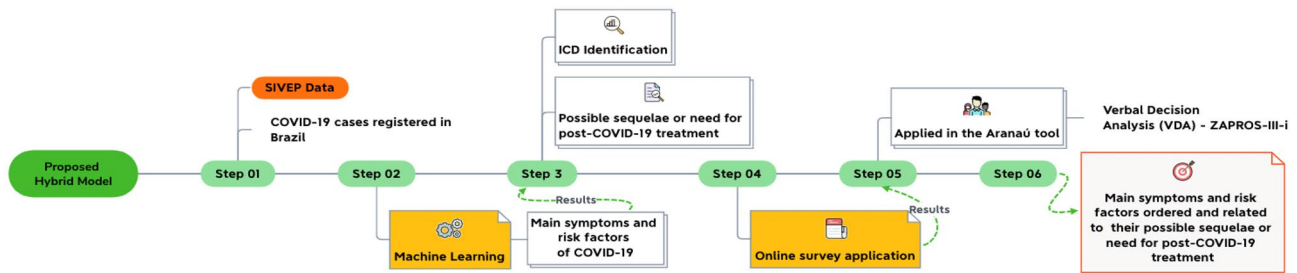 ICD Identification
SIVEP Data
COVID-19 cases registered in
Brazil
Possible sequelae or need for
post-COVID-19 treatment
Applied in the Aranaú tool
Verbal Decision
Analysis (VDA) - ZAPROS-III-i
Proposed
Hybrid Model
Step 01
Step 02
Step 3
Step 04
Step 05
Step 06
Results
Results
Machine Learning
Main symptoms and
risk factors
of COVID-19
Online survey application
Main symptoms and risk
factors ordered and related
to their possible sequelae or
need for post-COVID-19
treatment